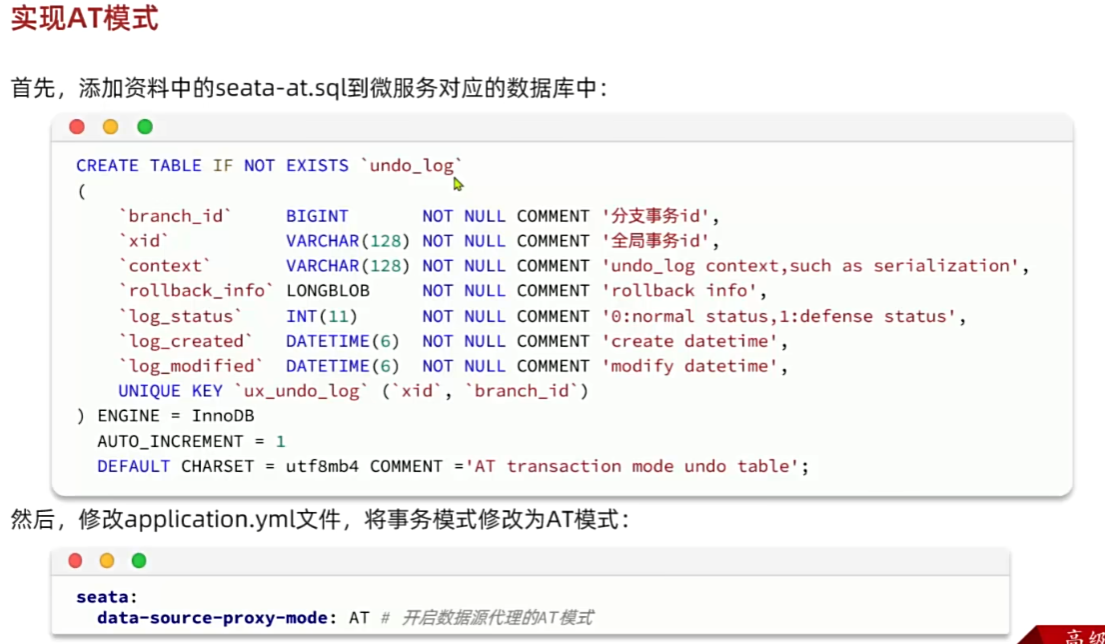 实现AT模式
首先，添加资料中的seata-at.sql到微服务对应的数据库中：
CREATE TABLE IF NOT EXISTS `undo_log`
(
`branch_id` BIGINT NOT NULL COMMENT '分支事务id',
`xid` VARCHAR(128) NOT NULL COMMENT '全局事务id',
`context` VARCHAR(128) NOT NULL COMMENT 'undo_log context,such as serialization',
`rollback_info` LONGBLOB NOT NULL COMMENT 'rollback info',
`log_status` INT(11) NOT NULL COMMENT '0:normal status,1:defense status',
`log_created` DATETIME(6) NOT NULL COMMENT 'create datetime',
`log_modified` DATETIME(6) NOT NULL COMMENT 'modify datetime',
UNIQUE KEY `ux_undo_log` (`xid`, `branch_id`)
) ENGINE = InnoDB
AUTO_INCREMENT = 1
DEFAULT CHARSET = utf8mb4 COMMENT ='AT transaction mode undo table';
然后，修改application.yml文件，将事务模式修改为AT模式：
seata:
data-source-proxy-mode: AT # 开启数据源代理的AT模式